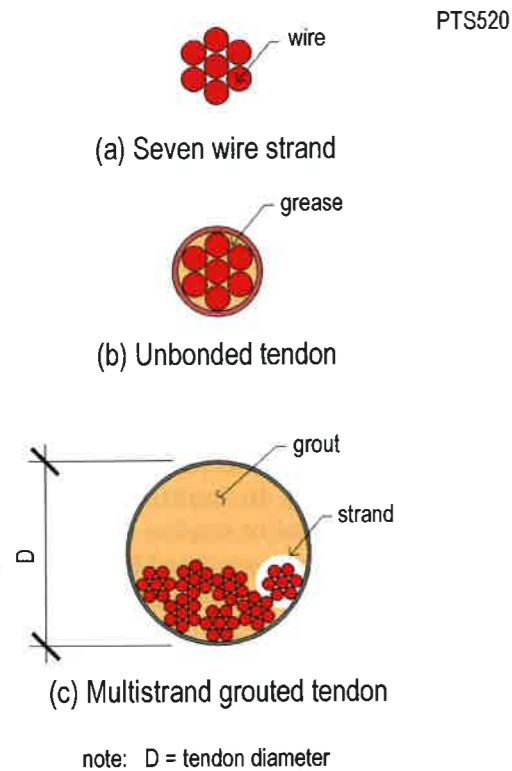 PTS520
wire
(a) Seven wire strand
grease
(b) Unbonded tendon
grout
strand
D
(c) Multistrand grouted tendon
note: D = tendon diameter